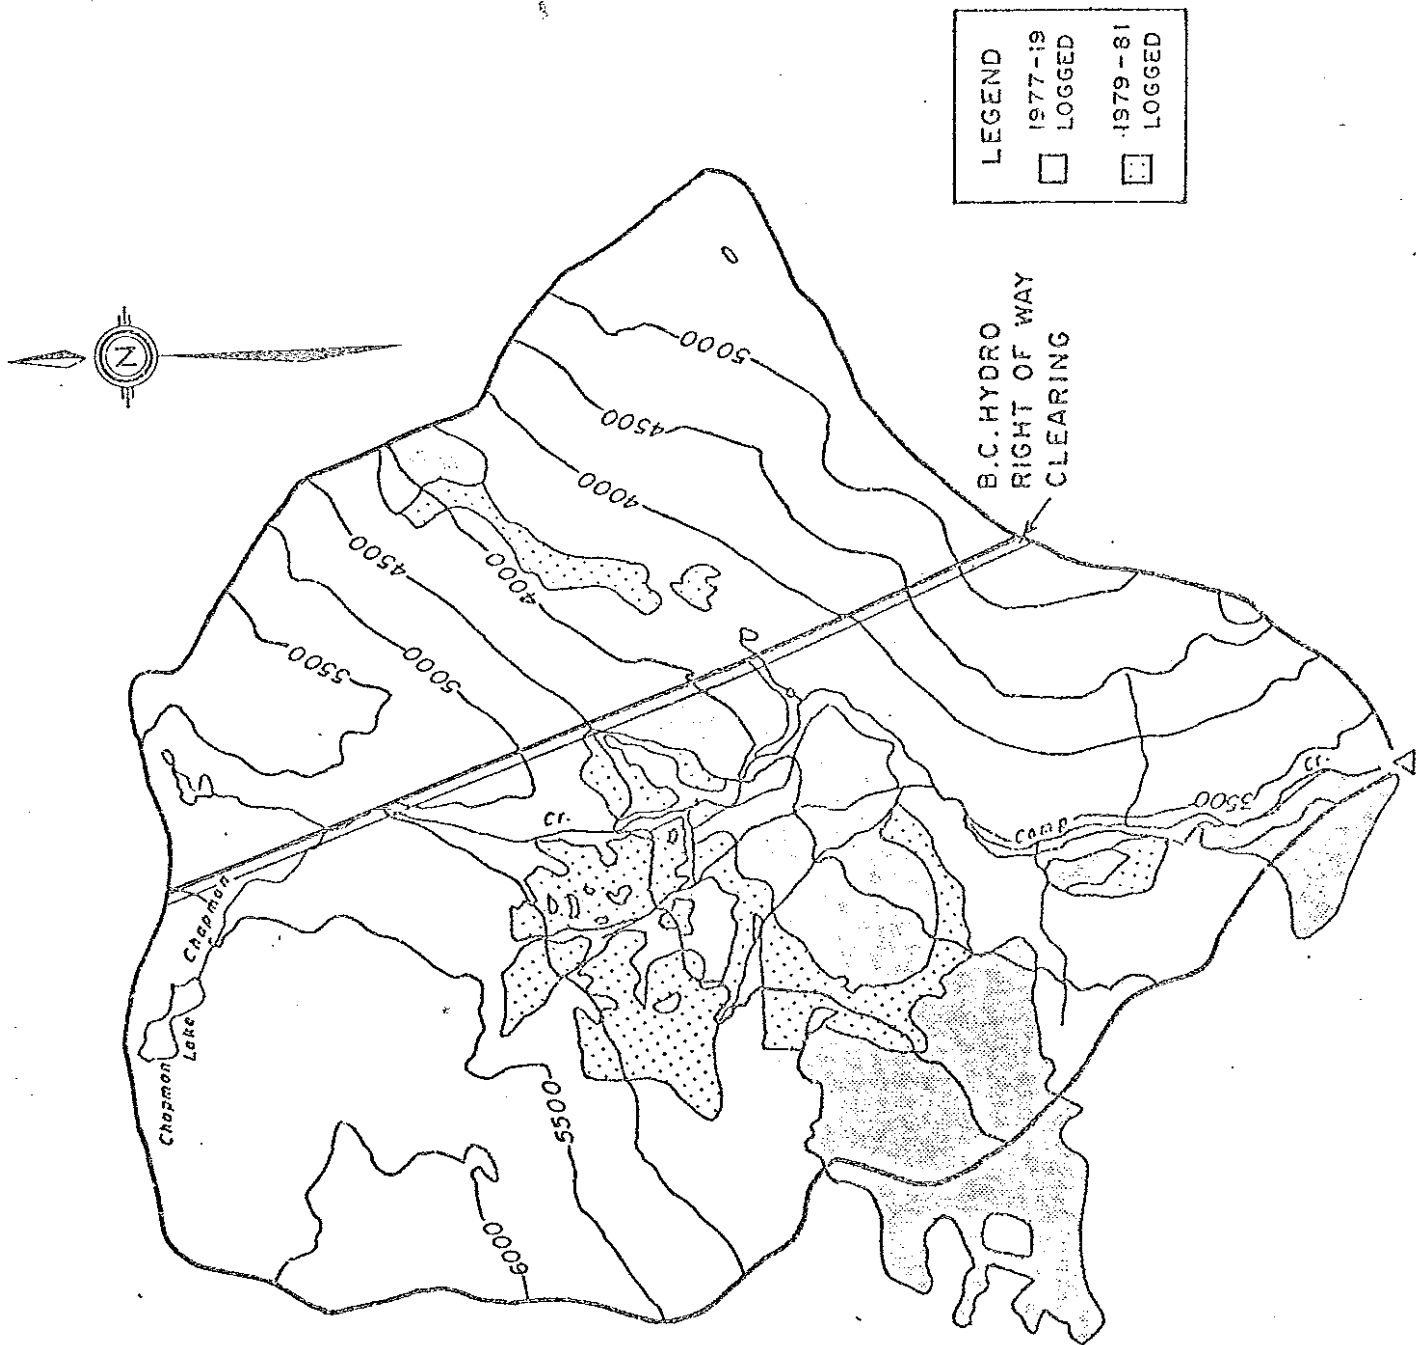 N
LEGEND
1977-19
LOGGED
1979-81
LOGGED
B.C. HYDRO
RIGHT OF WAY
CLEARING
5000
4500
4000
4500
4000
5000
5500
Chapman
Chapman
Lake
Cr.
5500
6000
Camp
3500
Cr.